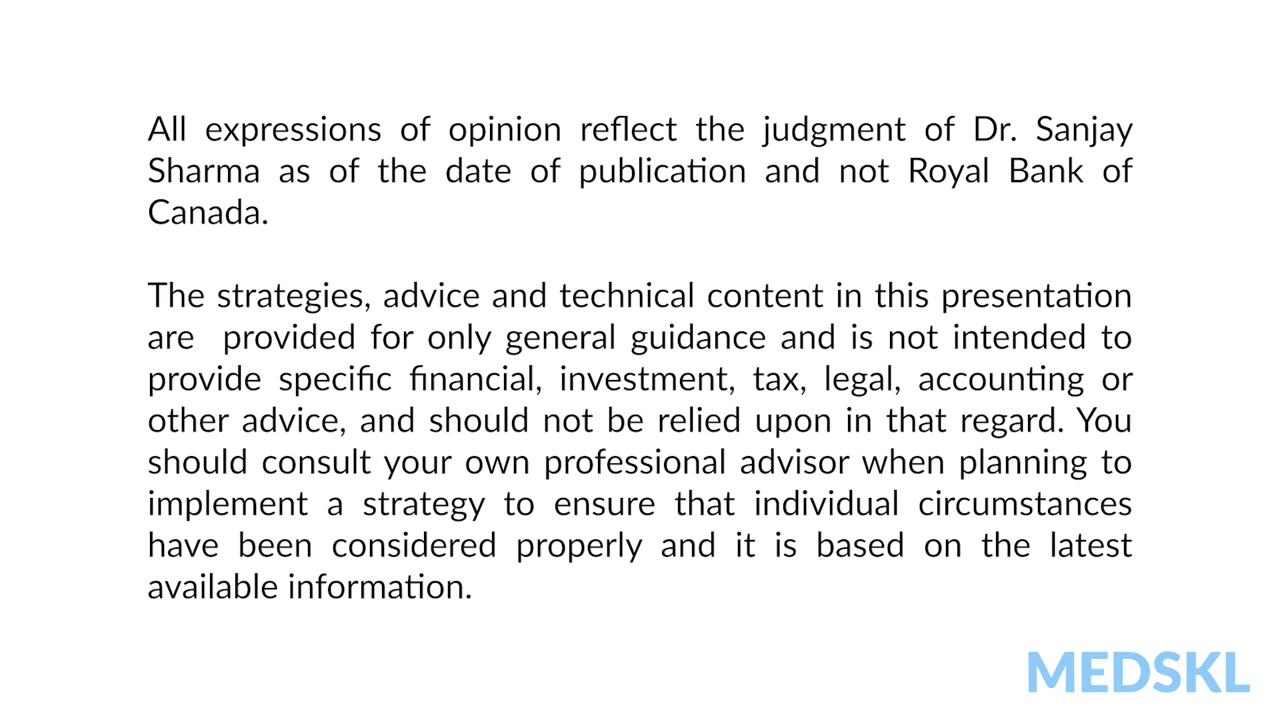 All expressions of opinion reflect the judgment of Dr. Sanjay
Sharma as of the date of publication and not Royal Bank of
Canada.
The strategies, advice and technical content in this presentation
are provided for only general guidance and is not intended to
provide specific financial, investment, tax, legal, accounting or
other advice, and should not be relied upon in that regard. You
should consult your own professional advisor when planning to
implement a strategy to ensure that individual circumstances
have been considered properly and it is based on the latest
available information.
MEDSKL